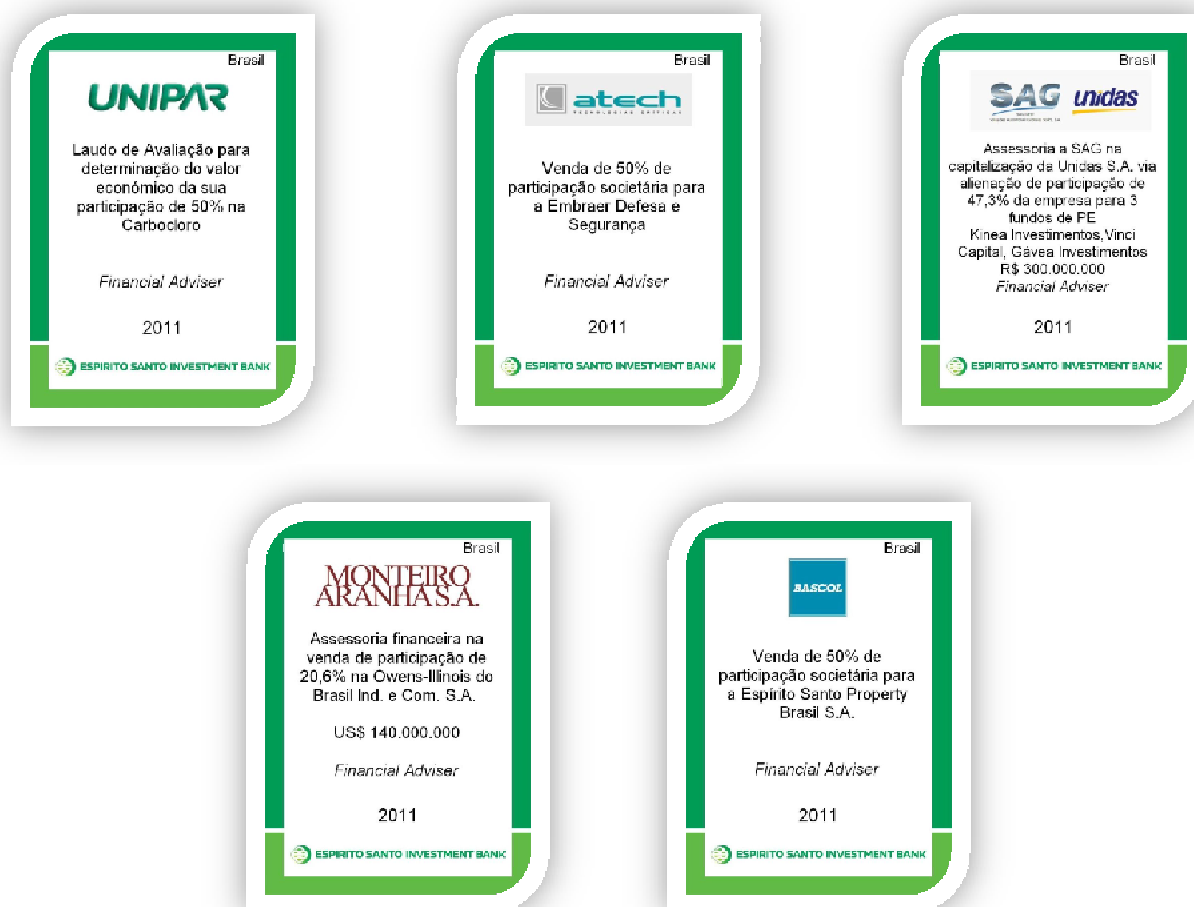 Brasil
UNIPAR
Laudo de Avaliação para
determinação do valor
económico da sua
participação de 50% na
Carbocloro
Financial Adviser
2011
ESPIRITO SANTO INVESTMENT BANK
Brasil
atech
Venda de 50% de
participação societária para
a Embraer Defesa e
Segurança
Financial Adviser
2011
ESPIRITO SANTO INVESTMENT BANK
Brasil
SAG unidas
Assessoria a SAG na
capitalização da Unidas S.A. via
alienação de participação de
47,3% da empresa para 3
fundos de PE
Kinea Investimentos,Vinci
Capital, Gávea Investimentos
R$ 300.000.000
Financial Adviser
2011
ESPIRITO SANTO INVESTMENT BANK
Brasil
MONTEIRO
ARANHA S.A.
Assessoria financeira na
venda de participação de
20,6% na Owens-Illinois do
Brasil Ind. e Com. S.A.
US$ 140.000.000
Financial Adviser
2011
ESPIRITO SANTO INVESTMENT BANK
Brasil
BASCOL
Venda de 50% de
participação societária para
a Espírito Santo Property
Brasil S.A.
Financial Adviser
2011
ESPIRITO SANTO INVESTMENT BANK